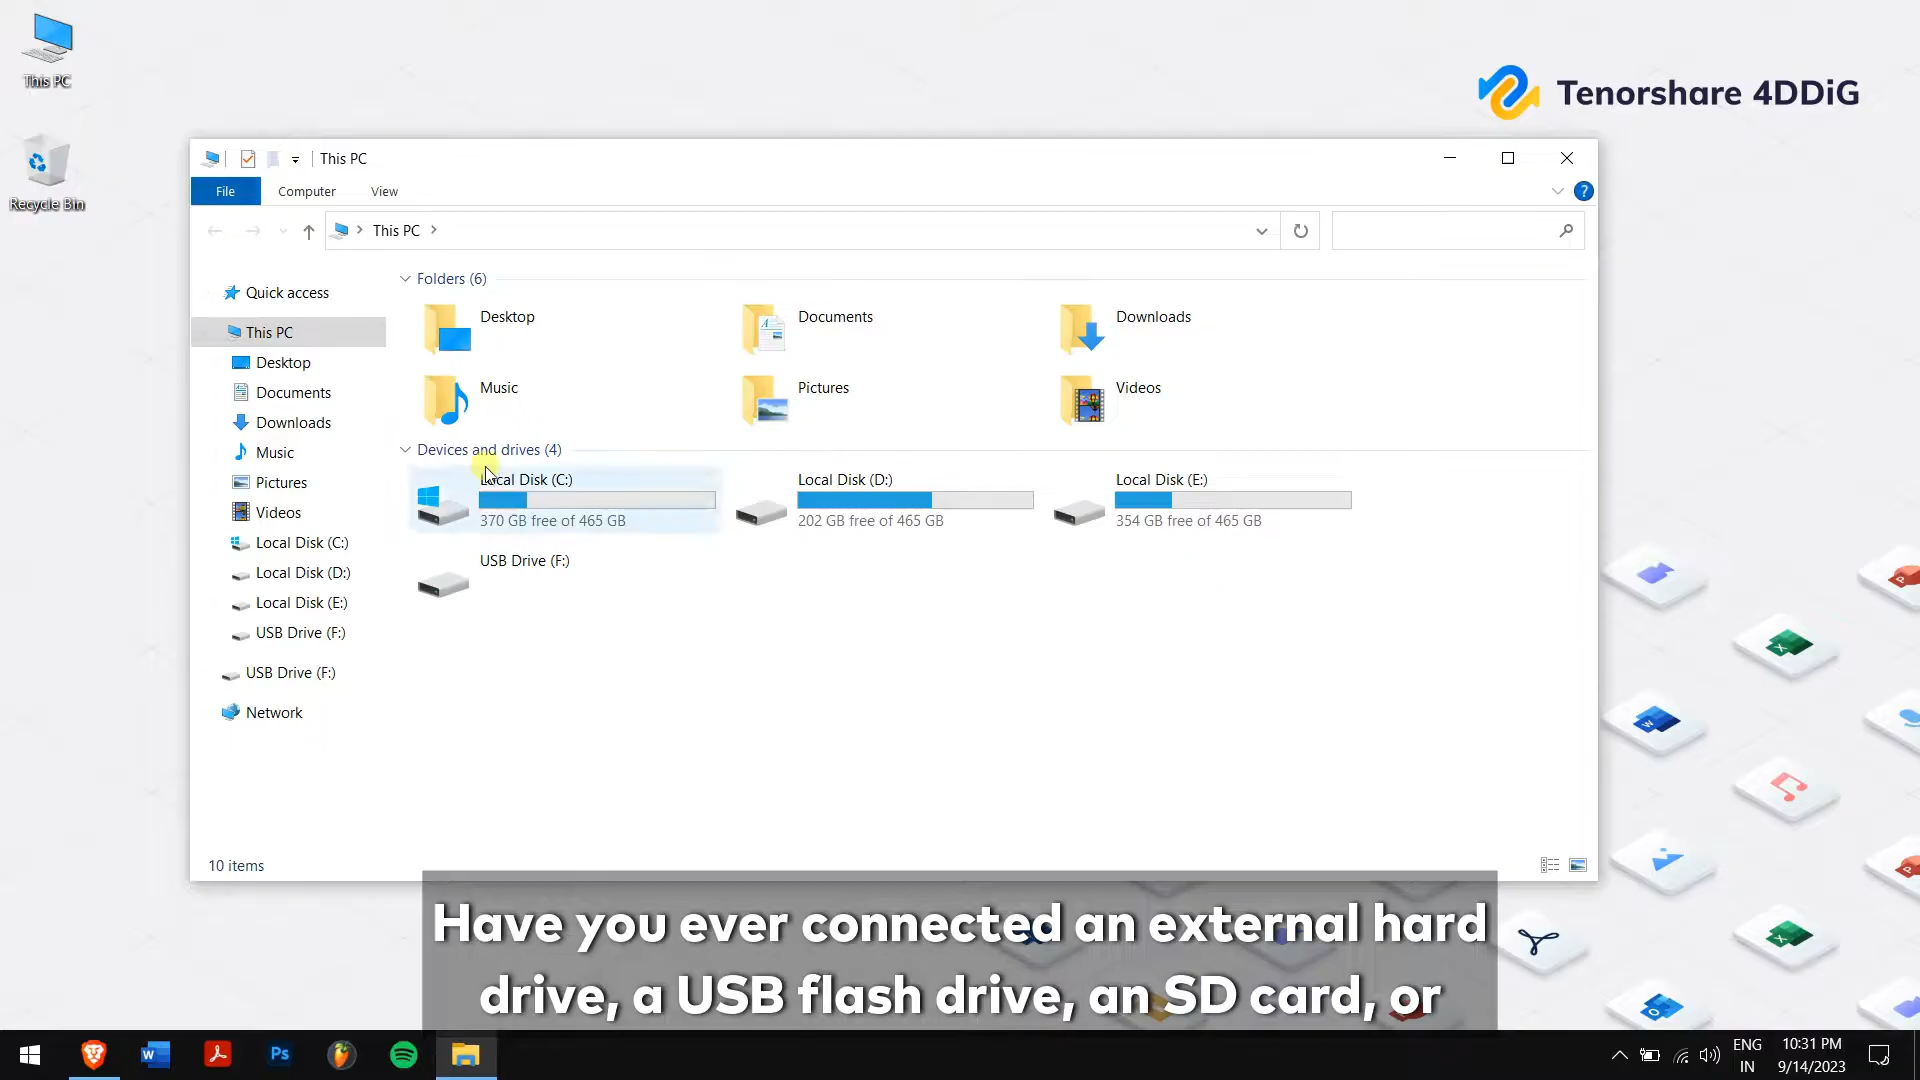 This PC
Recycle Bin
Tenorshare 4DDiG
This PC
File
Computer
View
?
This PC
Quick access
This PC
Desktop
Documents
Downloads
Music
Pictures
Videos
Local Disk (C:)
Local Disk (D:)
Local Disk (E:)
USB Drive (F:)
USB Drive (F:)
Network
Folders (6)
Desktop
Documents
Downloads
Music
Pictures
Videos
Devices and drives (4)
Local Disk (C:)
370 GB free of 465 GB
Local Disk (D:)
202 GB free of 465 GB
Local Disk (E:)
354 GB free of 465 GB
USB Drive (F:)
10 items
Have you ever connected an external hard
drive, a USB flash drive, an SD card, or
Ps
ENG
IN
10:31 PM
9/14/2023